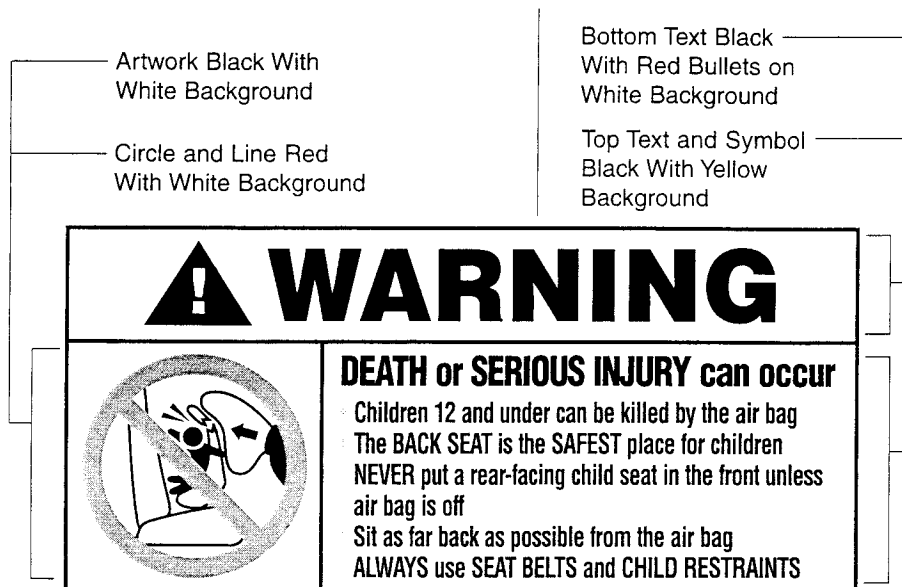 Artwork Black With
White Background
Circle and Line Red
With White Background
Bottom Text Black
With Red Bullets on
White Background
Top Text and Symbol
Black With Yellow
Background
! WARNING
DEATH or SERIOUS INJURY can occur
Children 12 and under can be killed by the air bag
The BACK SEAT is the SAFEST place for children
NEVER put a rear-facing child seat in the front unless
air bag is off
Sit as far back as possible from the air bag
ALWAYS use SEAT BELTS and CHILD RESTRAINTS